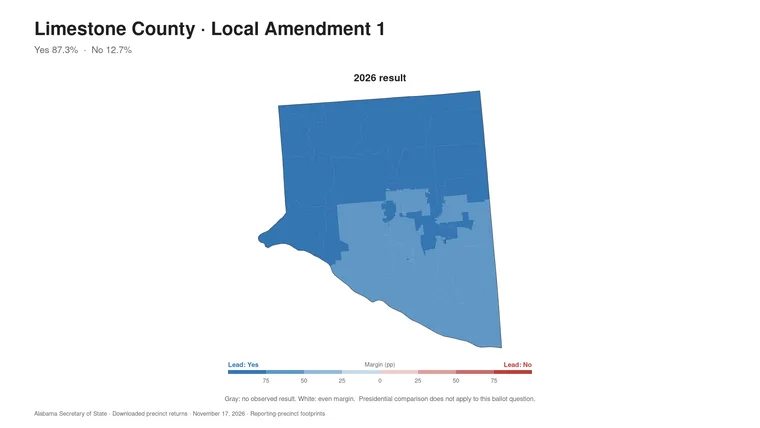 Limestone County · Local Amendment 1
Yes 87.3% · No 12.7%
2026 result
Lead: Yes Margin (pp) Lead: No
75 50 25 0 25 50 75
Gray: no observed result. White: even margin. Presidential comparison does not apply to this ballot question.
Alabama Secretary of State · Downloaded precinct returns · November 17, 2026 · Reporting-precinct footprints